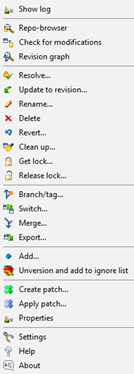 Show log
Repo-browser
Check for modifications
Revision graph
Resolve...
Update to revision...
Rename...
Delete
Revert...
Clean up...
Get lock...
Release lock...
Branch/tag...
Switch...
Merge...
Export...
Add...
Unversion and add to ignore list
Create patch...
Apply patch...
Properties
Settings
Help
About